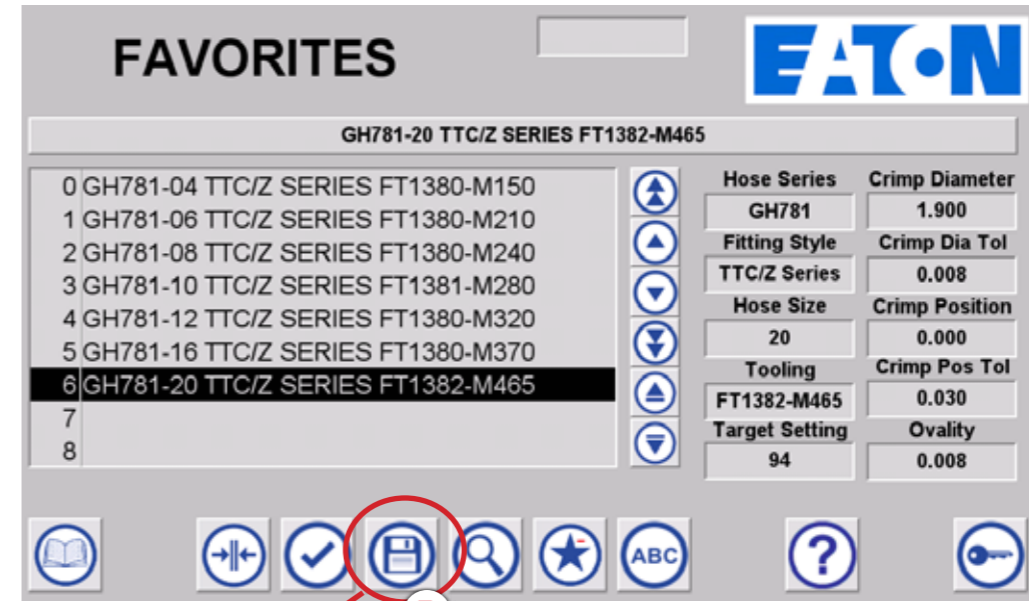 FAVORITES
EATON
GH781-20 TTC/Z SERIES FT1382-M465
0 GH781-04 TTC/Z SERIES FT1380-M150
1 GH781-06 TTC/Z SERIES FT1380-M210
2 GH781-08 TTC/Z SERIES FT1380-M240
3 GH781-10 TTC/Z SERIES FT1381-M280
4 GH781-12 TTC/Z SERIES FT1380-M320
5 GH781-16 TTC/Z SERIES FT1380-M370
6 GH781-20 TTC/Z SERIES FT1382-M465
7
8
Hose Series Crimp Diameter
GH781 1.900
Fitting Style Crimp Dia Tol
TTC/Z Series 0.008
Hose Size Crimp Position
20 0.000
Tooling Crimp Pos Tol
FT1382-M465 0.030
Target Setting Ovality
94 0.008
ABC ?